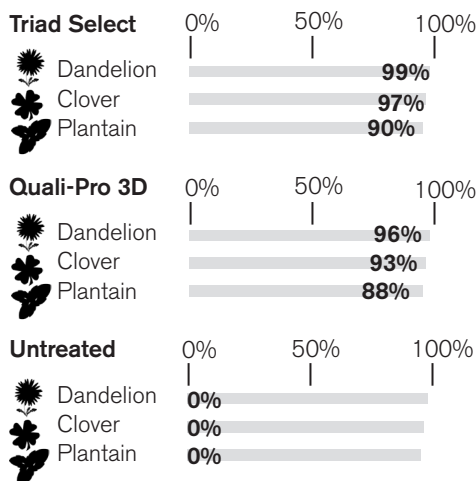 Triad Select 0% 50% 100%
Dandelion 99%
Clover 97%
Plantain 90%
Quali-Pro 3D 0% 50% 100%
Dandelion 96%
Clover 93%
Plantain 88%
Untreated 0% 50% 100%
Dandelion 0%
Clover 0%
Plantain 0%